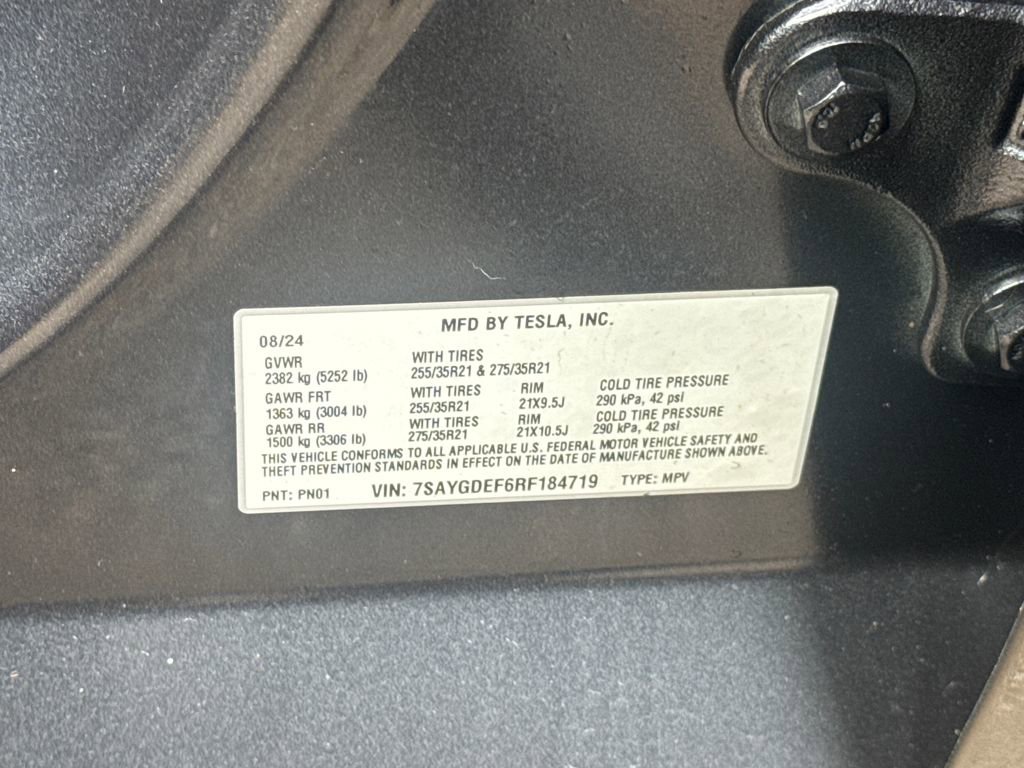 MFD BY TESLA, INC.
08/24
GVWR WITH TIRES
2382 kg (5252 lb) 255/35R21 & 275/35R21
GAWR FRT WITH TIRES RIM COLD TIRE PRESSURE
1363 kg (3004 lb) 255/35R21 21X9.5J 290 kPa, 42 psi
GAWR RR WITH TIRES RIM COLD TIRE PRESSURE
1500 kg (3306 lb) 275/35R21 21X10.5J 290 kPa, 42 psi
THIS VEHICLE CONFORMS TO ALL APPLICABLE U.S. FEDERAL MOTOR VEHICLE SAFETY AND
THEFT PREVENTION STANDARDS IN EFFECT ON THE DATE OF MANUFACTURE SHOWN ABOVE.
PNT: PN01 VIN: 7SAYGDEF6RF184719 TYPE: MPV